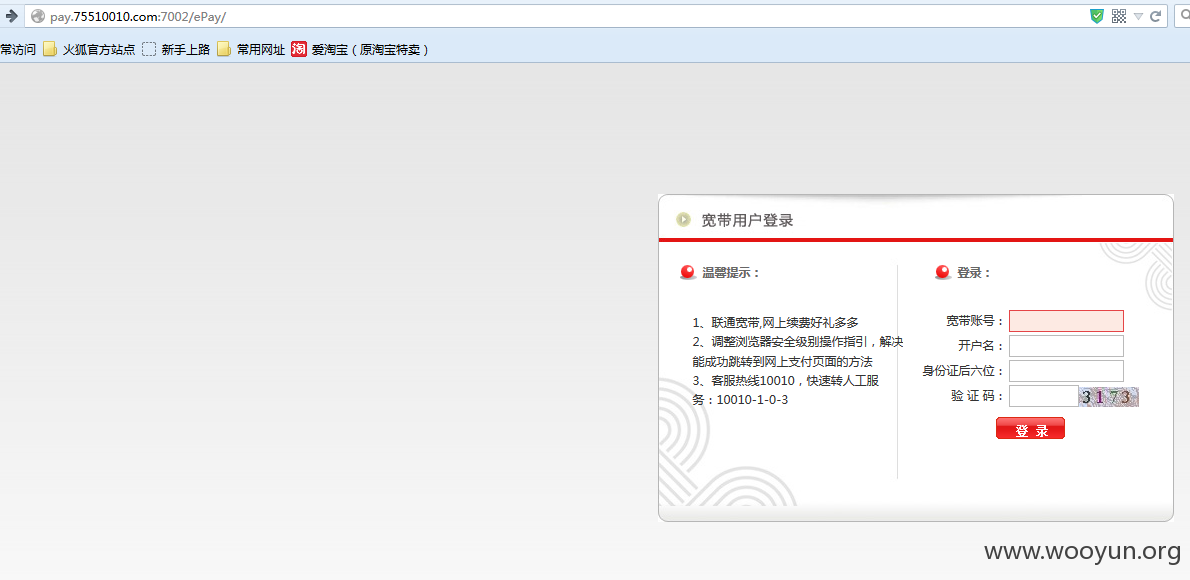 pay.75510010.com:7002/ePay/
常访问 火狐官方站点 新手上路 常用网址 淘 爱淘宝（原淘宝特卖）
宽带用户登录
温馨提示：
1、联通宽带,网上续费好礼多多
2、调整浏览器安全级别操作指引，解决
能成功跳转到网上支付页面的方法
3、客服热线10010，快速转人工服
务：10010-1-0-3
登录：
宽带账号：
开户名：
身份证后六位：
验 证 码： 3173
登 录
www.wooyun.org